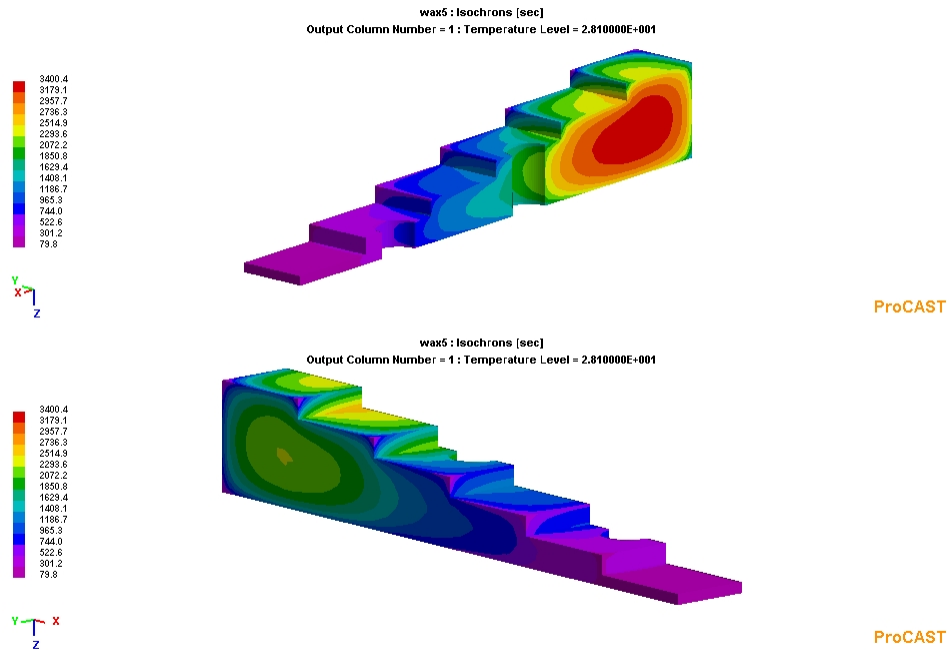 wax5 : Isochrons [sec]
Output Column Number = 1 : Temperature Level = 2.810000E+001
3400.4
3179.1
2957.7
2736.3
2514.9
2293.6
2072.2
1850.8
1629.4
1408.1
1186.7
965.3
744.0
522.6
301.2
79.8
Y
X
Z
ProCAST
wax5 : Isochrons [sec]
Output Column Number = 1 : Temperature Level = 2.810000E+001
3400.4
3179.1
2957.7
2736.3
2514.9
2293.6
2072.2
1850.8
1629.4
1408.1
1186.7
965.3
744.0
522.6
301.2
79.8
Y X
Z
ProCAST